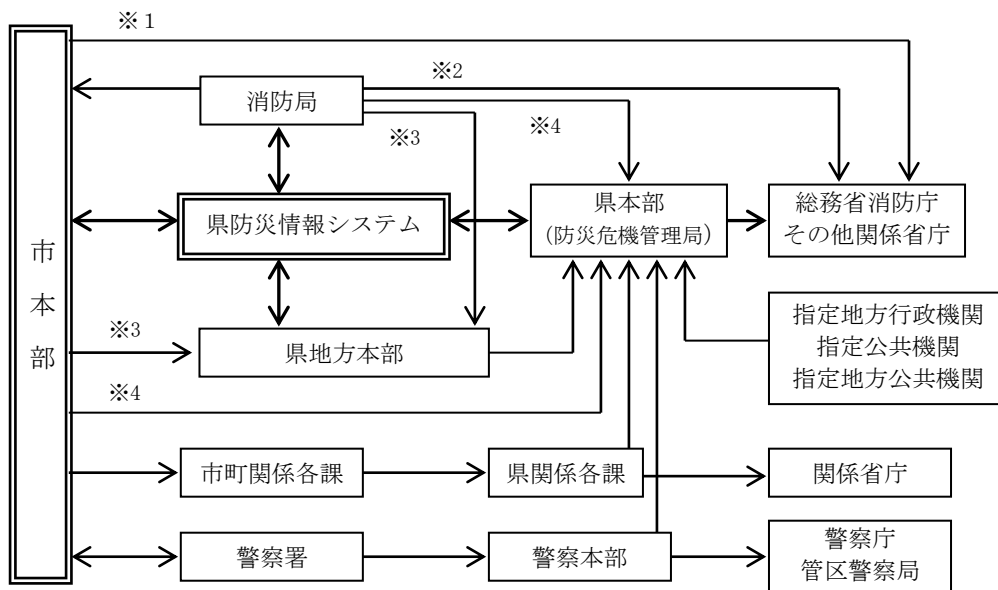 ※１
※2
消防局
※3
※4
市本部
県防災情報システム
県本部
(防災危機管理局)
総務省消防庁
その他関係省庁
※3
県地方本部
指定地方行政機関
指定公共機関
指定地方公共機関
※4
市町関係各課
県関係各課
関係省庁
警察署
警察本部
警察庁
管区警察局